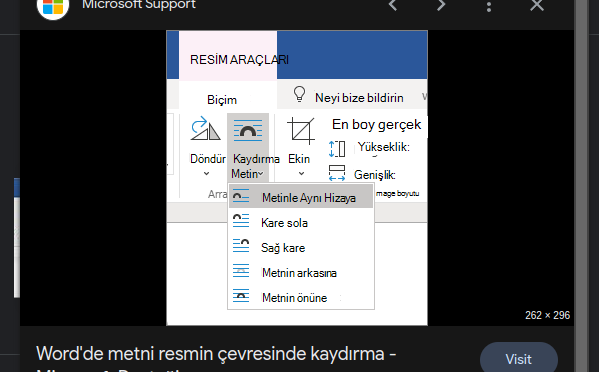 Microsoft Support
RESİM ARAÇLARI
Biçim
Neyi bize bildirin
En boy gerçek
Yükseklik:
Döndür
Kaydırma
Metin
Ekin
Genişlik:
Arra
mage boyutu
Metinle Aynı Hizaya
Kare sola
Sağ kare
Metnin arkasına
Metnin önüne
262 × 296
Word'de metni resmin çevresinde kaydırma -
Visit